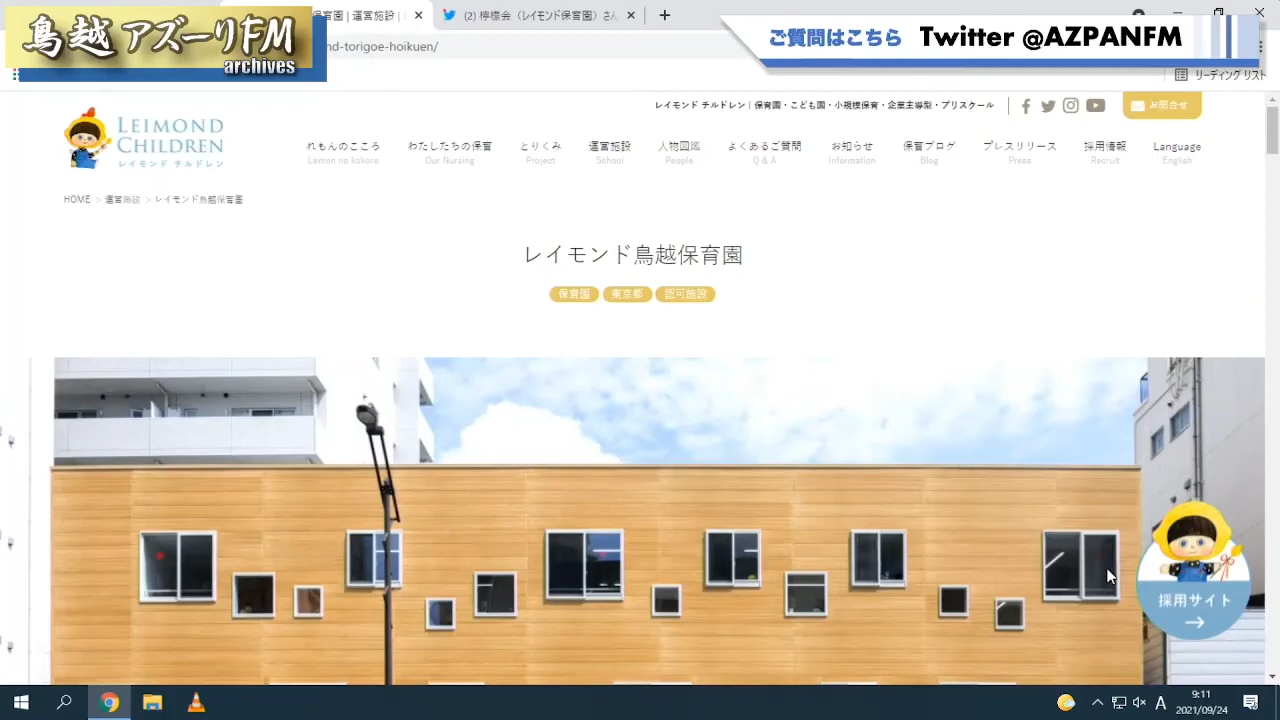 鳥越 アズーリFM
archives
育園 | 運営施設 |
(2) 檸檬会（レイモンド保育園）さん
nd-torigoe-hoikuen/
ご質問はこちら Twitter @AZPANFM
リーディング リスト
レイモンド チルドレン | 保育園・こども園・小規模保育・企業主導型・プリスクール
お問合せ
LEIMOND
CHILDREN
レイモンド チルドレン
れもんのこころ わたしたちの保育 とりくみ 運営施設 人物図鑑 よくあるご質問 お知らせ 保育ブログ プレスリリース 採用情報 Language
Lemon no kokoro Our Nursing Project School People Q & A Information Blog Press Recruit English
HOME > 運営施設 > レイモンド鳥越保育園
レイモンド鳥越保育園
保育園 東京都 認可施設
採用サイト
→
A
9:11
2021/09/24